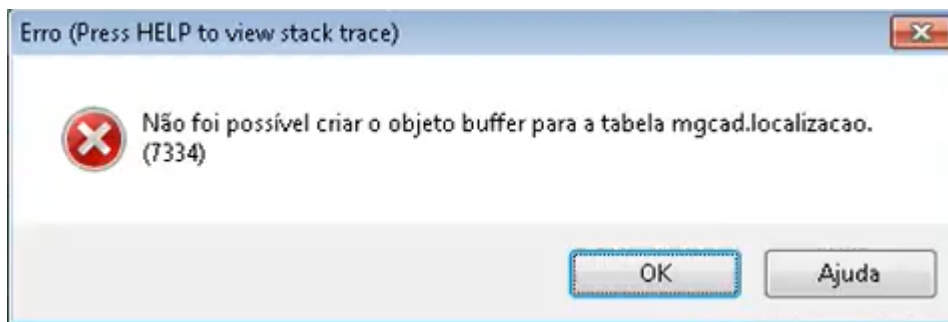 Erro (Press HELP to view stack trace)
Não foi possível criar o objeto buffer para a tabela mgcad.localizacao.
(7334)
OK
Ajuda